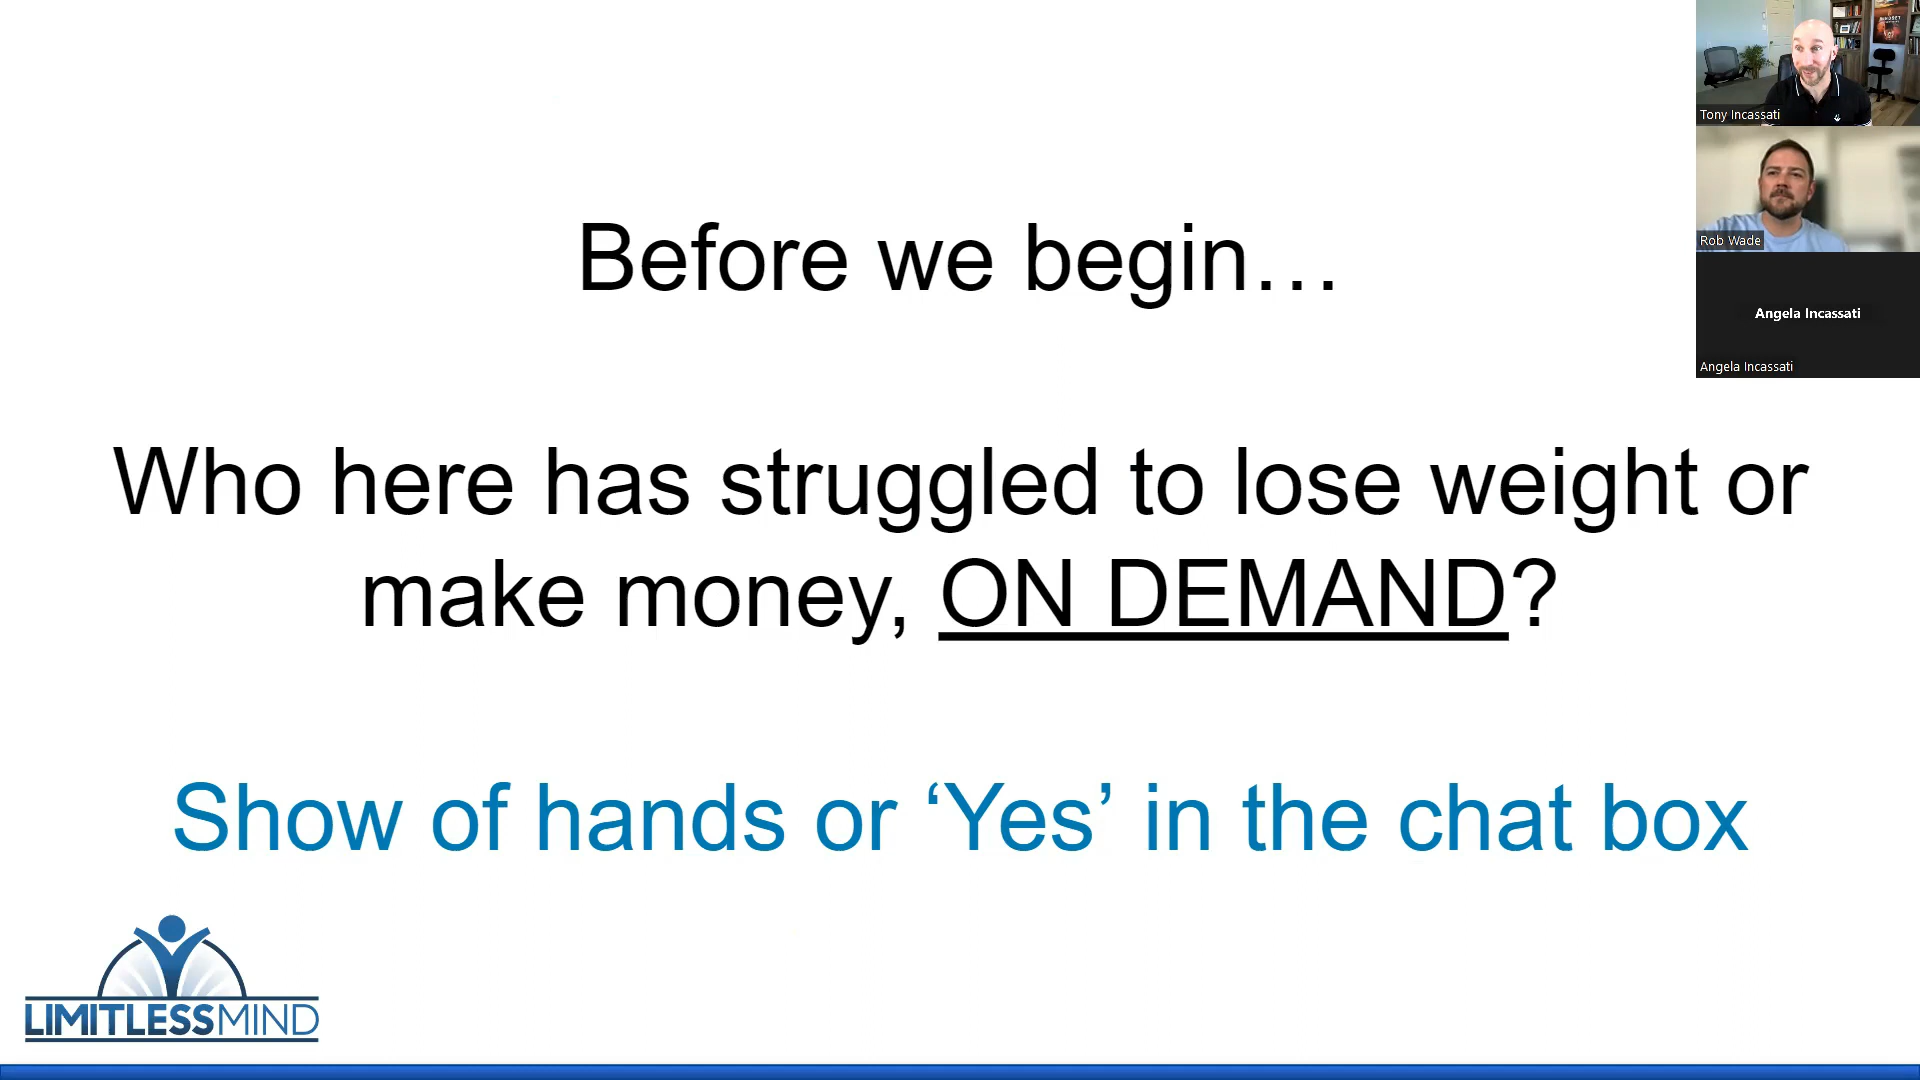 Before we begin…
Who here has struggled to lose weight or
make money, ON DEMAND?
Show of hands or ‘Yes’ in the chat box
LIMITLESSMIND
Tony Incassati
Rob Wade
Angela Incassati
Angela Incassati
MINDSET